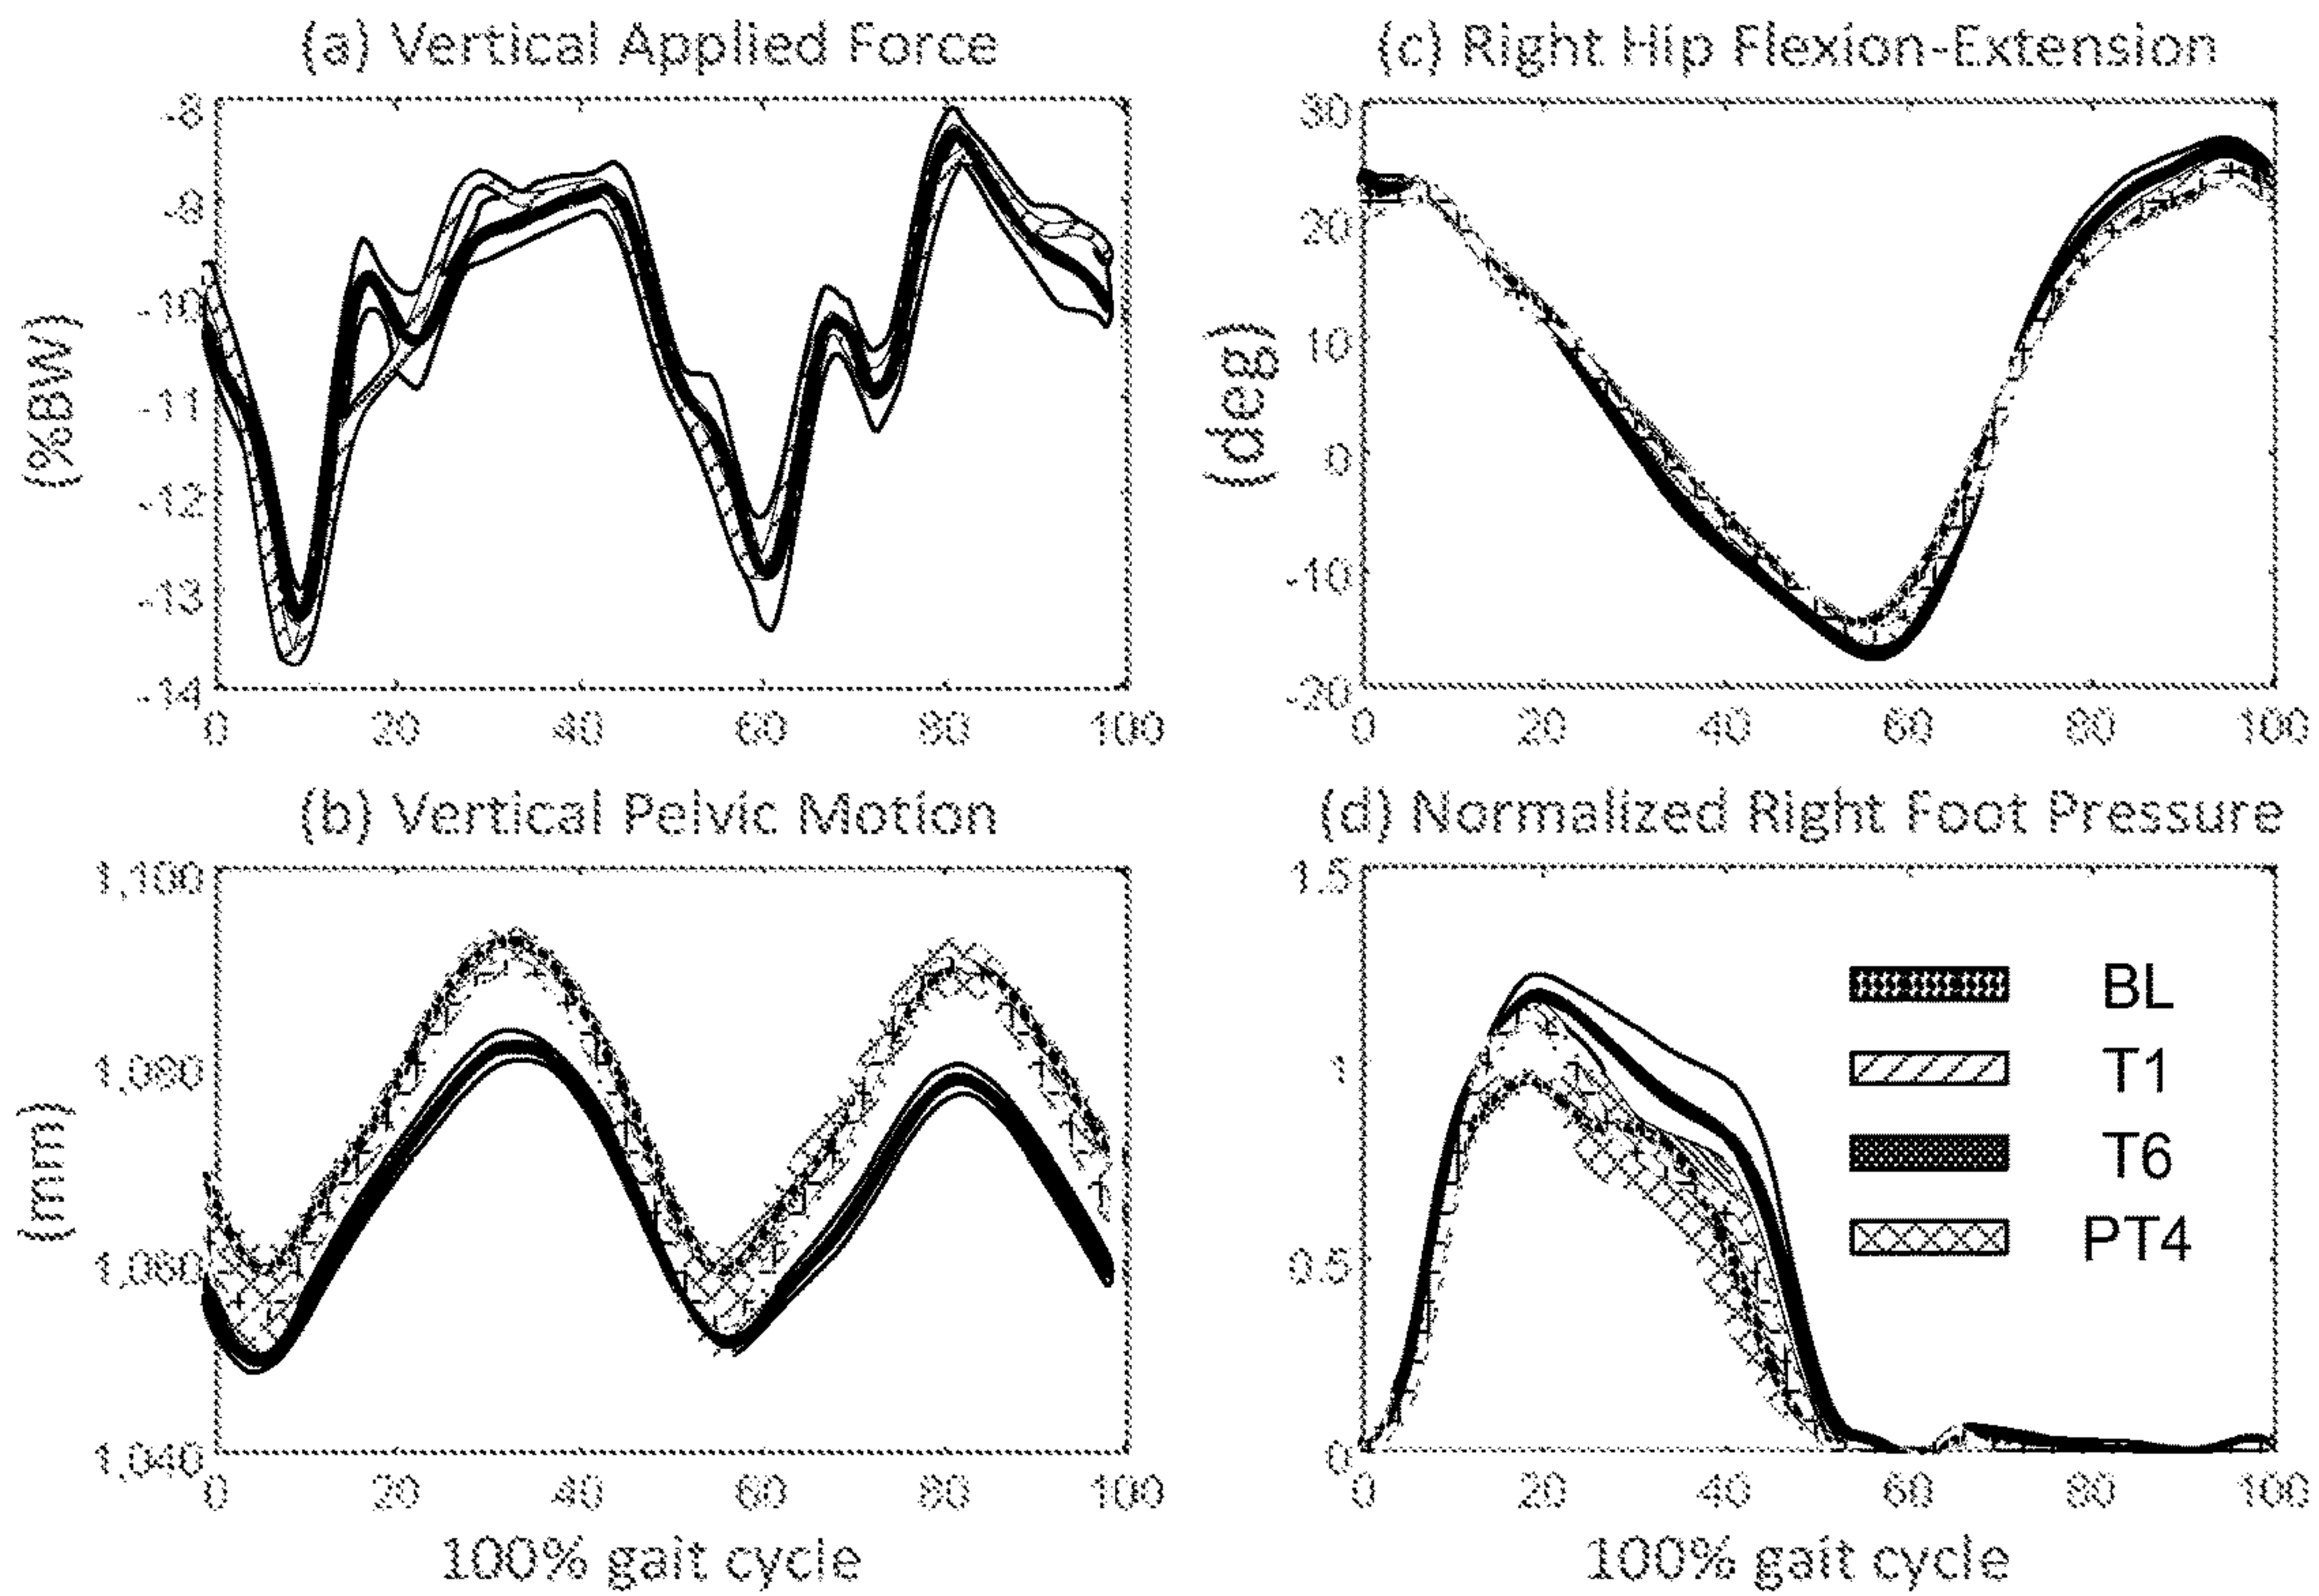 (a) Vertical Applied Force
(%BW)
-8
-9
-10
-11
-12
-13
-14
0 20 40 60 80 100
(c) Right Hip Flexion-Extension
(deg)
30
20
10
0
-10
-20
0 20 40 60 80 100
(b) Vertical Pelvic Motion
(mm)
1,100
1,080
1,060
1,040
0 20 40 60 80 100
100% gait cycle
(d) Normalized Right Foot Pressure
1.5
1
0.5
0
BL
T1
T6
PT4
0 20 40 60 80 100
100% gait cycle